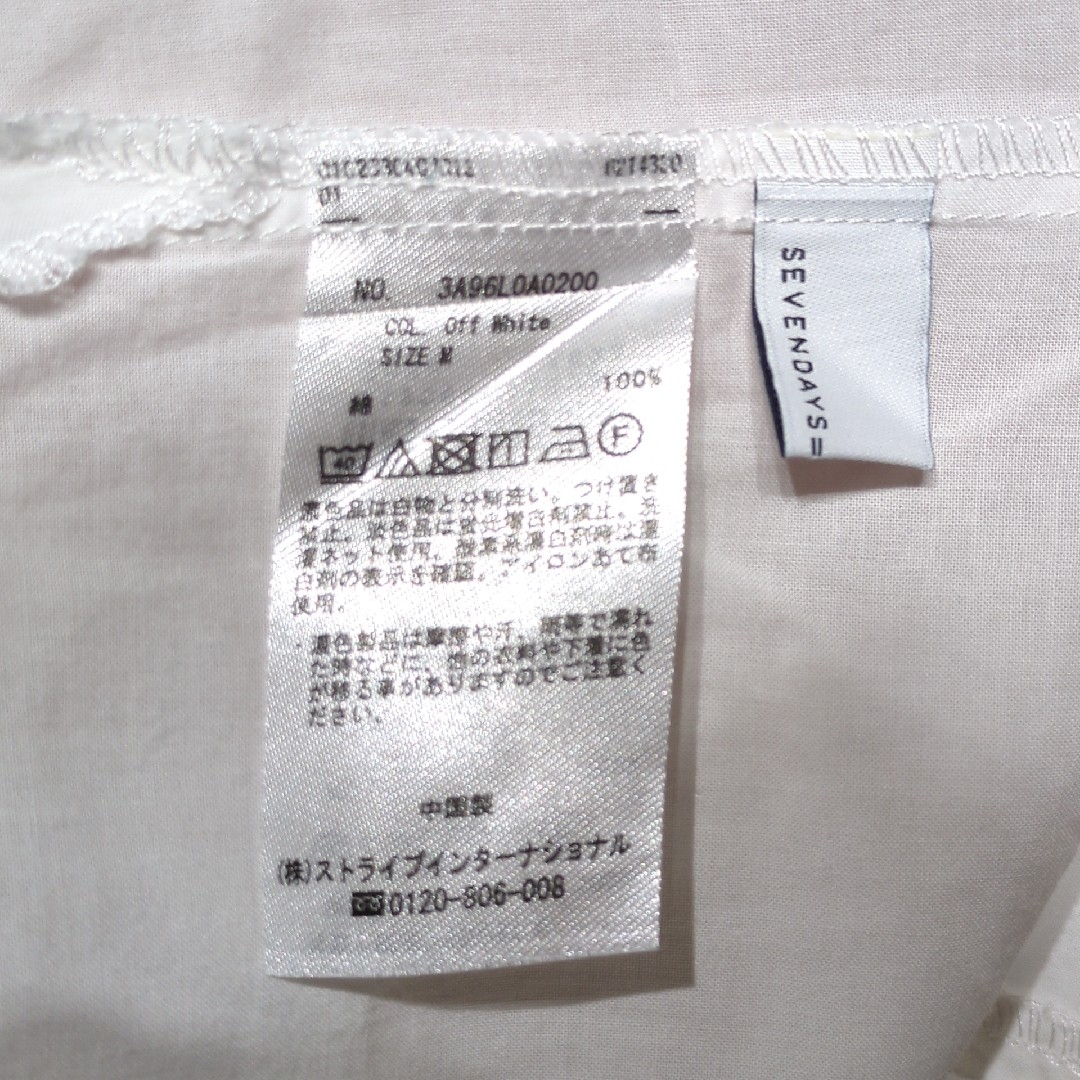 01
NO. 3A96L0A0200
COL. Off White
SIZE M
綿 100%
40 F
濃色品は白物と分別洗い。つけ置き
禁止。淡色品は蛍光増白剤禁止。洗
濯ネット使用。酸素系漂白剤時は漂
白剤の表示を確認。アイロンあて布
使用。
・濃色製品は摩擦や汗、雨等で濡れ
た時などに、他の衣料や下着に色
が移る事がありますのでご注意く
ださい。
中国製
(株)ストライプインターナショナル
0120-806-008
SEVENDAYS=